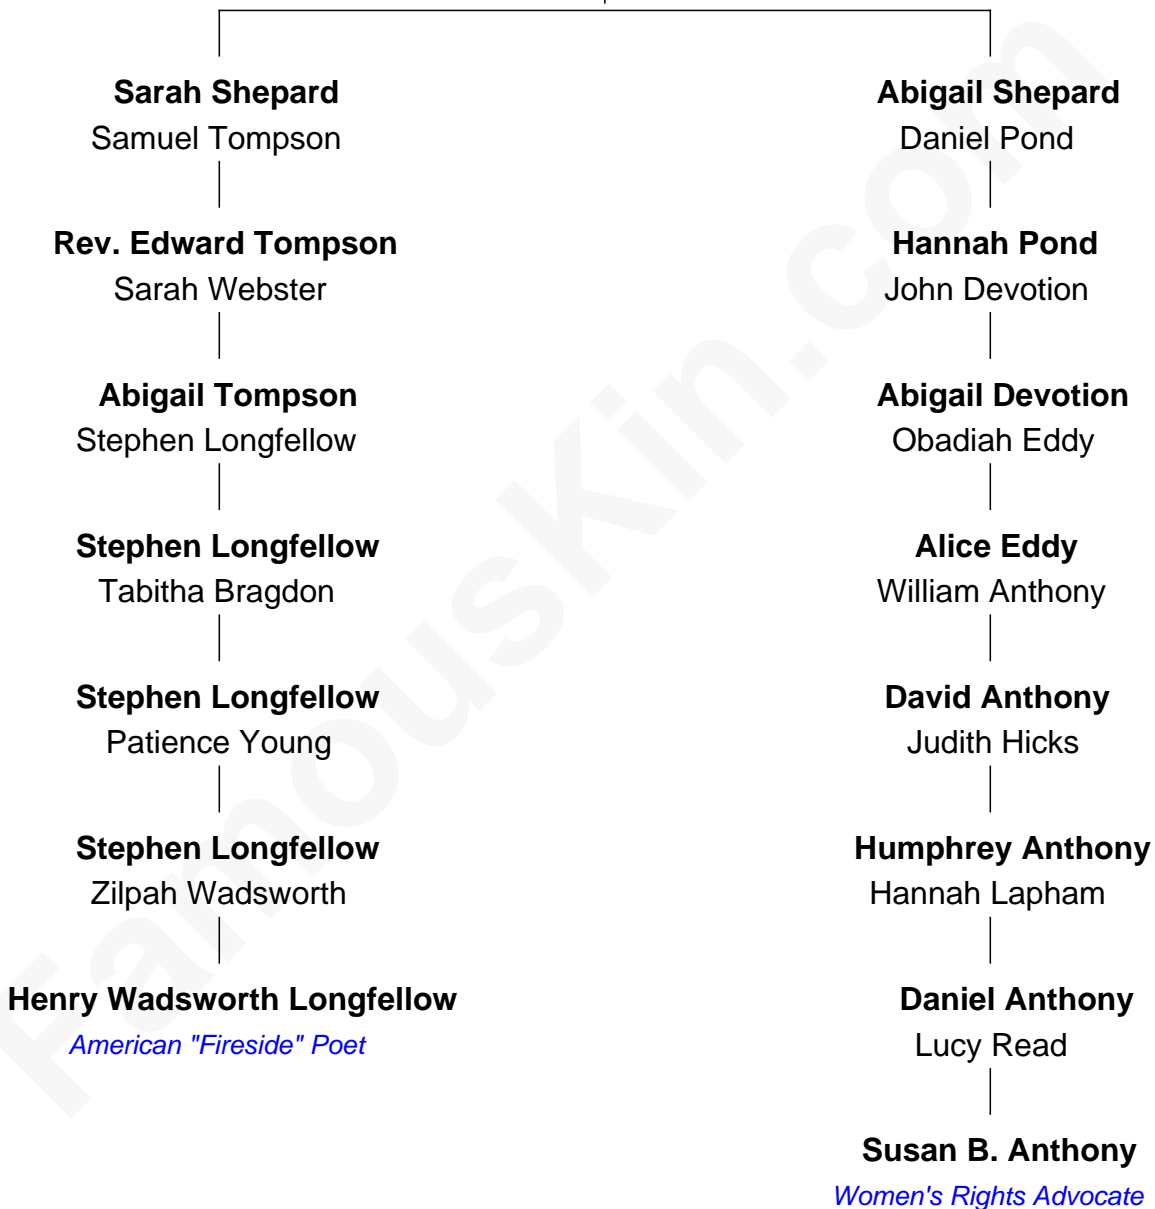 Sarah Shepard
Samuel Tompson
Rev. Edward Tompson
Sarah Webster
Abigail Tompson
Stephen Longfellow
Stephen Longfellow
Tabitha Bragdon
Stephen Longfellow
Patience Young
Stephen Longfellow
Zilpah Wadsworth
Henry Wadsworth Longfellow
American "Fireside" Poet
Abigail Shepard
Daniel Pond
Hannah Pond
John Devotion
Abigail Devotion
Obadiah Eddy
Alice Eddy
William Anthony
David Anthony
Judith Hicks
Humphrey Anthony
Hannah Lapham
Daniel Anthony
Lucy Read
Susan B. Anthony
Women's Rights Advocate
FamousKin.com